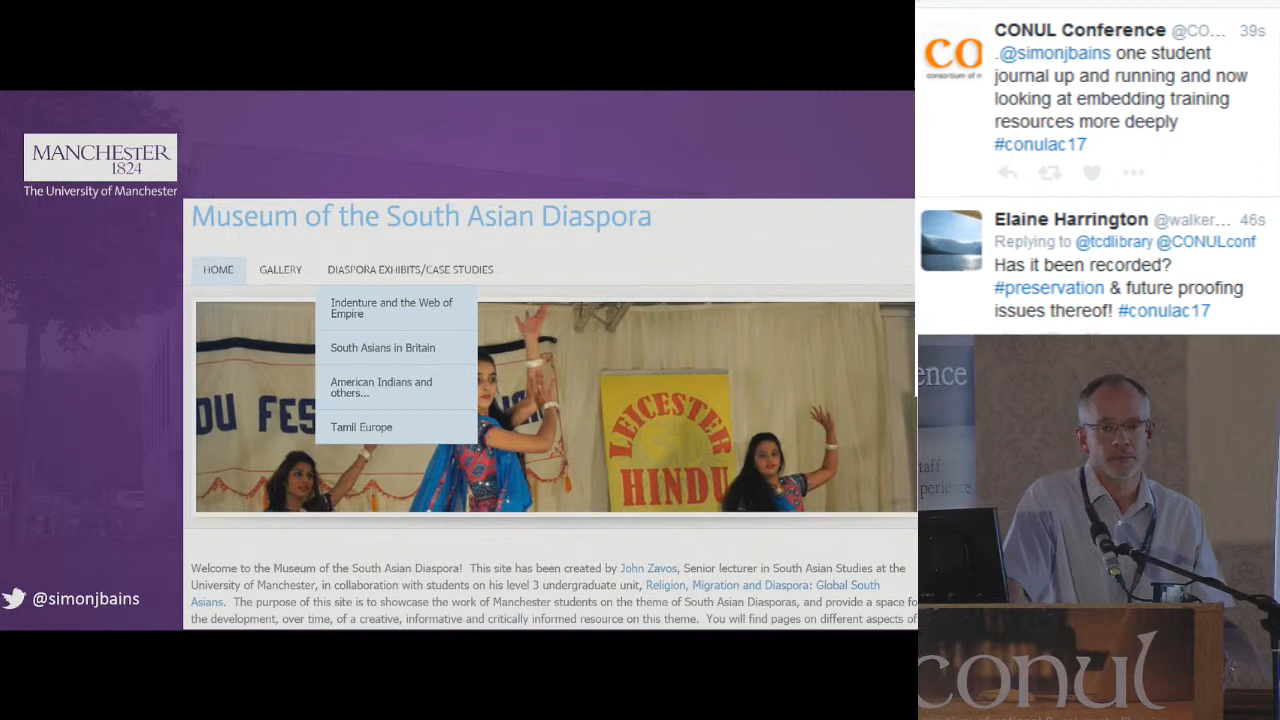 MANCHESTER
1824
The University of Manchester
Museum of the South Asian Diaspora
HOME GALLERY DIASPORA EXHIBITS/CASE STUDIES
Indenture and the Web of
Empire
South Asians in Britain
American Indians and
others...
Tamil Europe
DU FES
LEICESTER
HINDU
Welcome to the Museum of the South Asian Diaspora! This site has been created by John Zavos, Senior lecturer in South Asian Studies at the
University of Manchester, in collaboration with students on his level 3 undergraduate unit, Religion, Migration and Diaspora: Global South
Asians. The purpose of this site is to showcase the work of Manchester students on the theme of South Asian Diasporas, and provide a space fo
the development, over time, of a creative, informative and critically informed resource on this theme. You will find pages on different aspects of
@simonjbains
CO
consortium of n
CONUL Conference @CO... 39s
.@simonjbains one student
journal up and running and now
looking at embedding training
resources more deeply
#conulac17
Elaine Harrington @walker... 46s
Replying to @tcdlibrary @CONULconf
Has it been recorded?
#preservation & future proofing
issues thereof! #conulac17
ence
taff
perience
conul